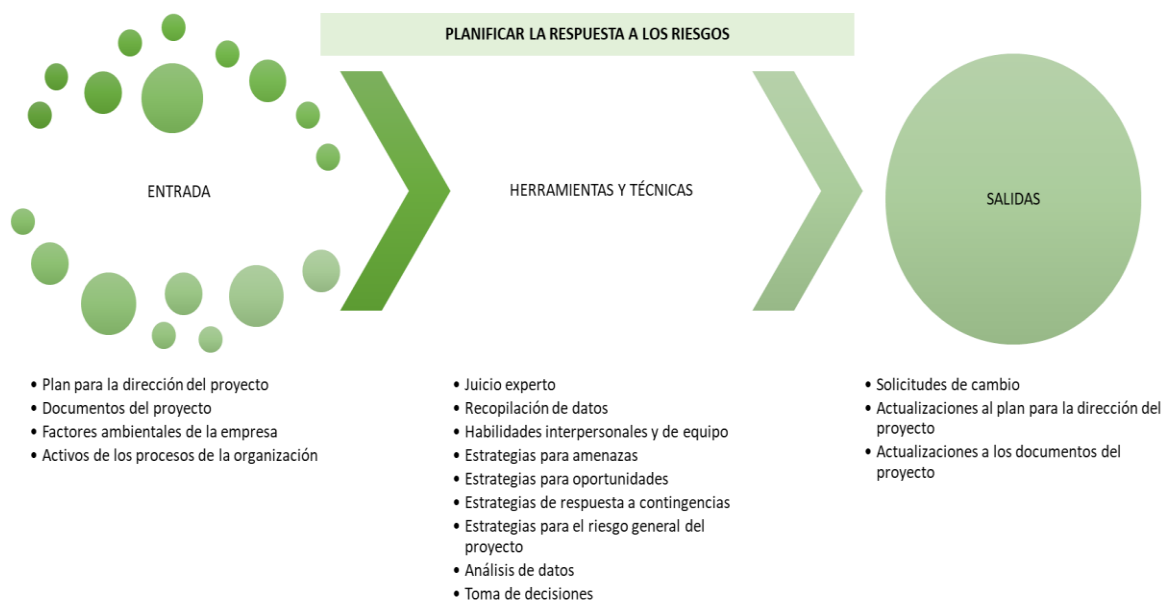 PLANIFICAR LA RESPUESTA A LOS RIESGOS
ENTRADA
HERRAMIENTAS Y TÉCNICAS
SALIDAS
• Plan para la dirección del proyecto
• Documentos del proyecto
• Factores ambientales de la empresa
• Activos de los procesos de la organización
• Juicio experto
• Recopilación de datos
• Habilidades interpersonales y de equipo
• Estrategias para amenazas
• Estrategias para oportunidades
• Estrategias de respuesta a contingencias
• Estrategias para el riesgo general del
proyecto
• Análisis de datos
• Toma de decisiones
• Solicitudes de cambio
• Actualizaciones al plan para la dirección del
proyecto
• Actualizaciones a los documentos del
proyecto